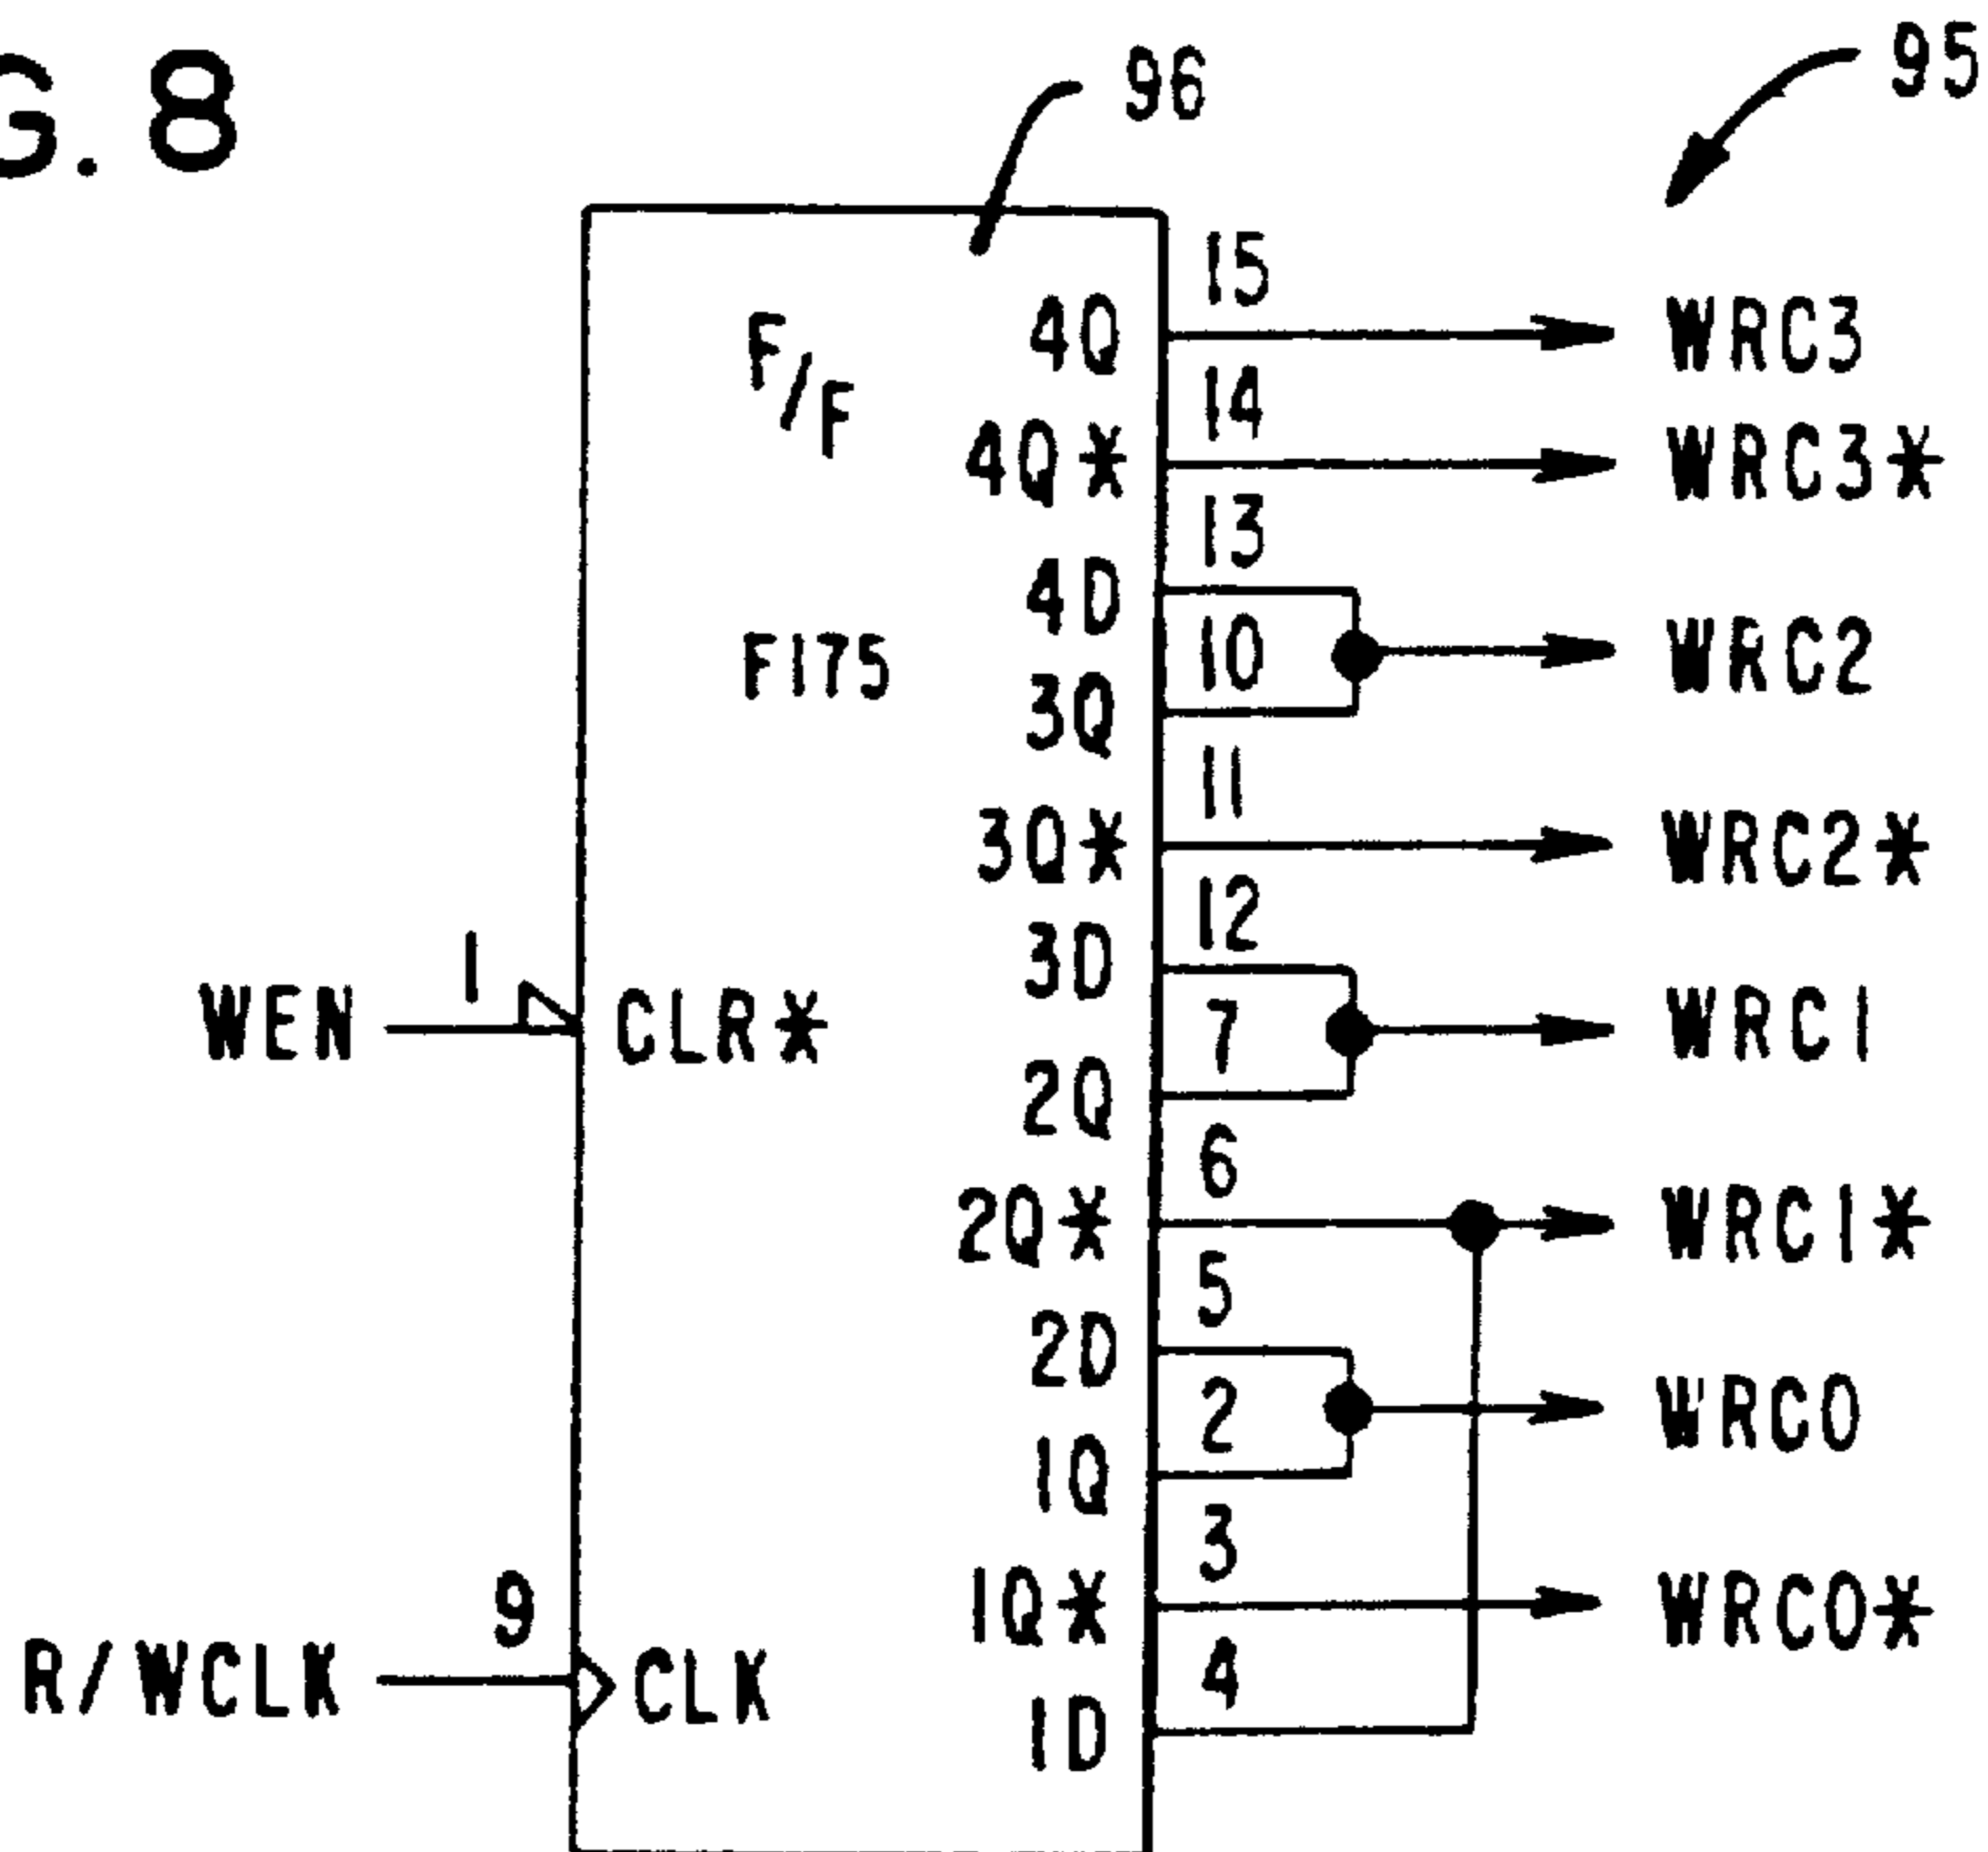 G. 8
96
95
F/F
F175
15
4Q
WRC3
14
4Q*
WRC3*
13
4D
10
WRC2
3Q
11
3Q*
WRC2*
12
3D
WEN
1
CLR*
7
WRC1
2Q
6
2Q*
WRC1*
5
2D
2
WRC0
1Q
3
1Q*
WRC0*
R/WCLK
9
CLK
4
1D